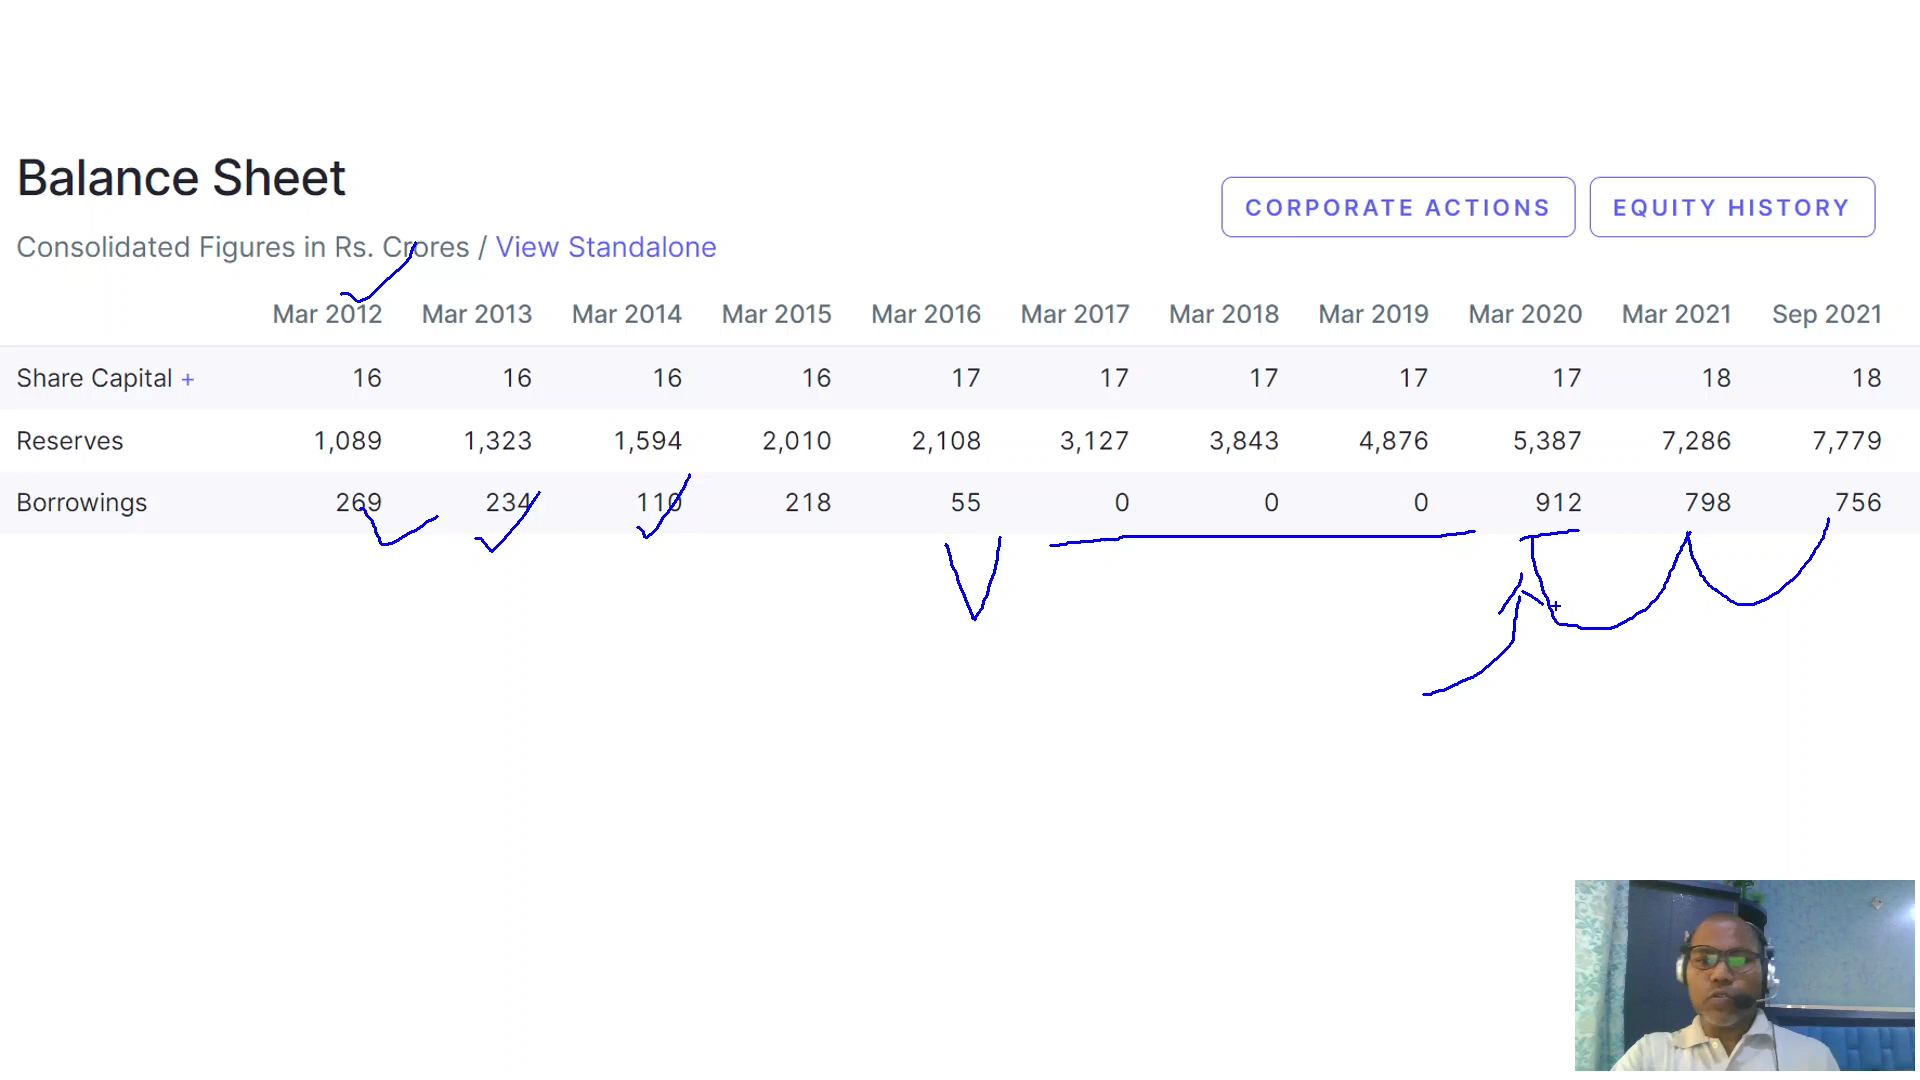 Balance Sheet
CORPORATE ACTIONS EQUITY HISTORY
Consolidated Figures in Rs. Crores / View Standalone
Mar 2012 Mar 2013 Mar 2014 Mar 2015 Mar 2016 Mar 2017 Mar 2018 Mar 2019 Mar 2020 Mar 2021 Sep 2021
Share Capital + 16 16 16 16 17 17 17 17 17 18 18
Reserves 1,089 1,323 1,594 2,010 2,108 3,127 3,843 4,876 5,387 7,286 7,779
Borrowings 269 234 110 218 55 0 0 0 912 798 756